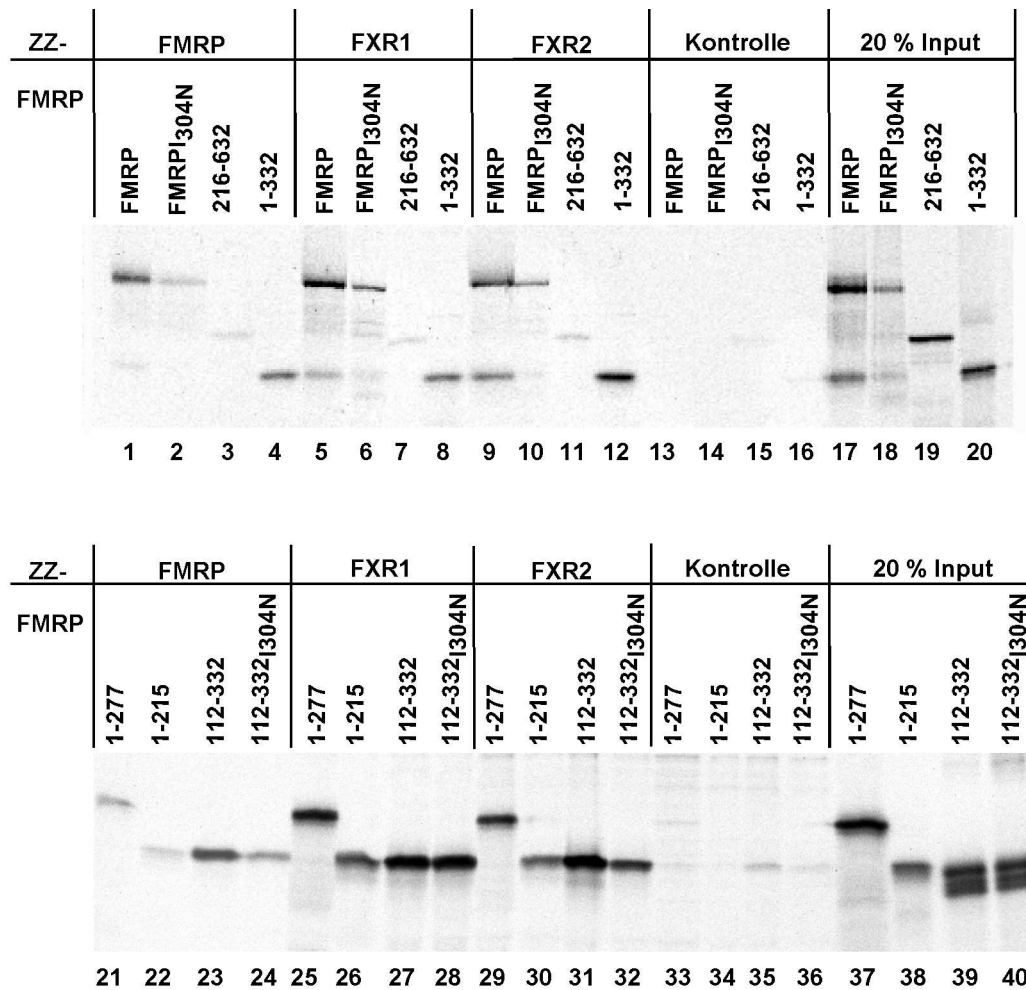 ZZ- FMRP FXR1 FXR2 Kontrolle 20 % Input
FMRP
FMRP FMRPI304N 216-632 1-332 FMRP FMRPI304N 216-632 1-332 FMRP FMRPI304N 216-632 1-332 FMRP FMRPI304N 216-632 1-332 FMRP FMRPI304N 216-632 1-332
1 2 3 4 5 6 7 8 9 10 11 12 13 14 15 16 17 18 19 20
ZZ- FMRP FXR1 FXR2 Kontrolle 20 % Input
FMRP
1-277 1-215 112-332 112-332I304N 1-277 1-215 112-332 112-332I304N 1-277 1-215 112-332 112-332I304N 1-277 1-215 112-332 112-332I304N 1-277 1-215 112-332 112-332I304N
21 22 23 24 25 26 27 28 29 30 31 32 33 34 35 36 37 38 39 40